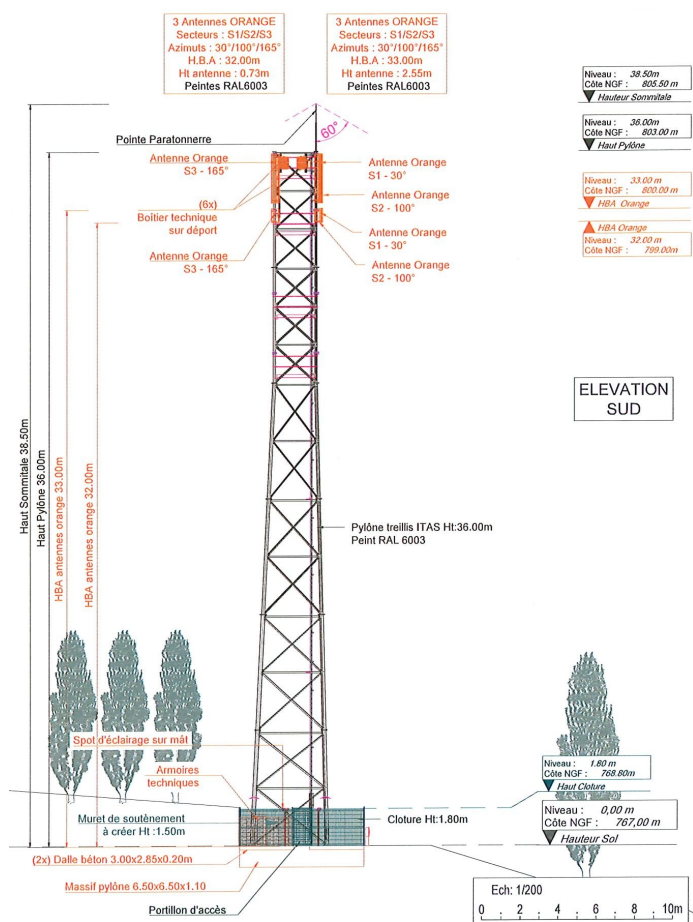 3 Antennes ORANGE
Secteurs : S1/S2/S3
Azimuts : 30°/100°/165°
H.B.A : 32.00m
Ht antenne : 0.73m
Peintes RAL6003
3 Antennes ORANGE
Secteurs : S1/S2/S3
Azimuts : 30°/100°/165°
H.B.A : 33.00m
Ht antenne : 2.55m
Peintes RAL6003
Niveau : 38.50m
Côte NGF : 805.50 m
Hauteur Sommitale
Niveau : 36.00m
Côte NGF : 803.00 m
Haut Pylône
Niveau : 33.00 m
Côte NGF : 800.00 m
HBA Orange
HBA Orange
Niveau : 32.00 m
Côte NGF : 799.00m
Pointe Paratonnerre
60°
Antenne Orange
S3 - 165°
Antenne Orange
S1 - 30°
Antenne Orange
S2 - 100°
(6x)
Boîtier technique
sur déport
Antenne Orange
S1 - 30°
Antenne Orange
S3 - 165°
Antenne Orange
S2 - 100°
ELEVATION
SUD
Haut Sommitale 38.50m
Haut Pylône 36.00m
HBA antennes orange 33.00m
HBA antennes orange 32.00m
Pylône treillis ITAS Ht:36.00m
Peint RAL 6003
Spot d'éclairage sur mât
Armoires
techniques
Muret de soutènement
à créer Ht :1.50m
Cloture Ht:1.80m
Niveau : 1.80 m
Côte NGF : 768.80m
Haut Cloture
Niveau : 0,00 m
Côte NGF : 767,00 m
Hauteur Sol
(2x) Dalle béton 3.00x2.85x0.20m
Massif pylône 6.50x6.50x1.10
Portillon d'accès
Ech: 1/200
0 2 4 6 8 10m